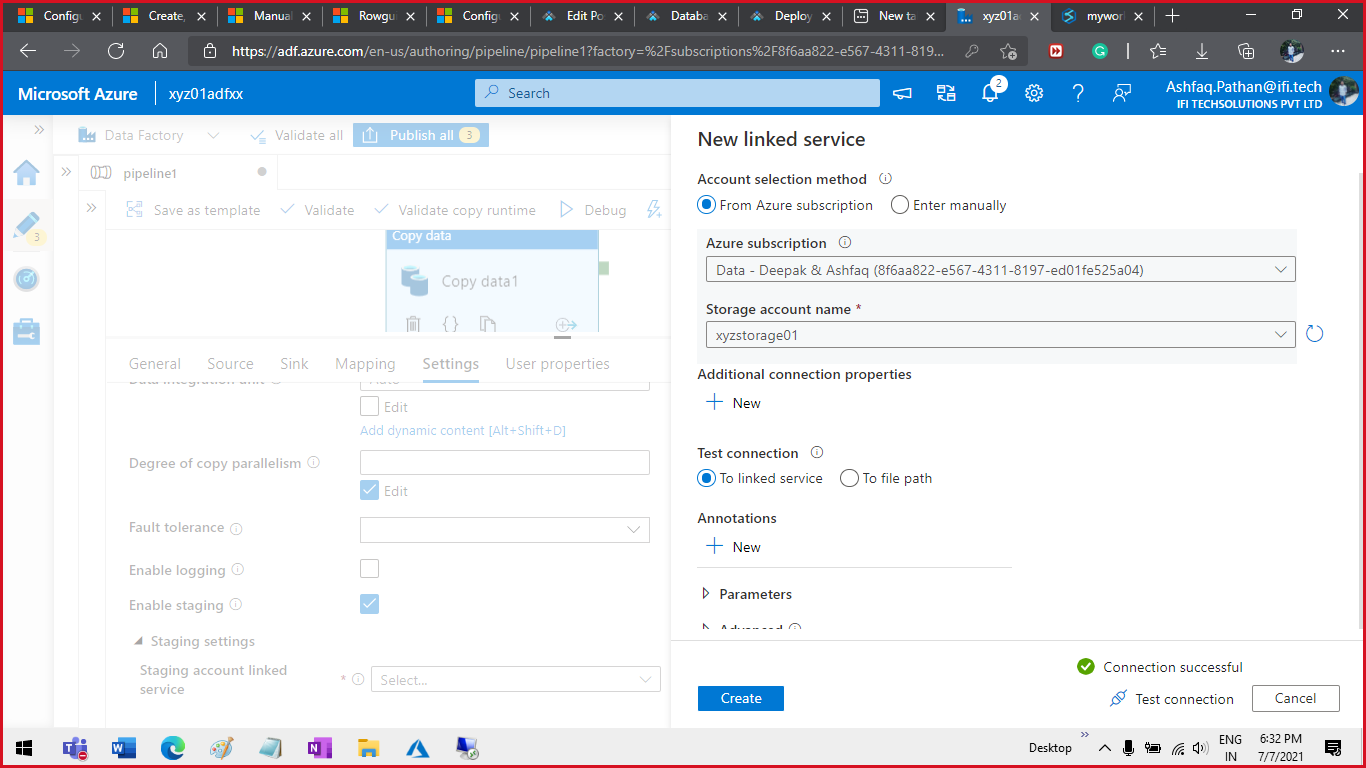 Config
Create,
Manual
Rowgu
Config
Edit Po
Databa
Deploy
New ta
xyz01a
mywor
https://adf.azure.com/en-us/authoring/pipeline/pipeline1?factory=%2Fsubscriptions%2F8f6aa822-e567-4311-819...
Microsoft Azure
xyz01adfxx
Search
2
Ashfaq.Pathan@ifi.tech
IFI TECHSOLUTIONS PVT LTD
Data Factory
Validate all
Publish all 3
pipeline1
3
Save as template
Validate
Validate copy runtime
Debug
Copy data
Copy data1
General
Source
Sink
Mapping
Settings
User properties
Data integration unit
Auto
Edit
Add dynamic content [Alt+Shift+D]
Degree of copy parallelism
Edit
Fault tolerance
Enable logging
Enable staging
Staging settings
Staging account linked
service
*
Select...
New linked service
Account selection method
From Azure subscription
Enter manually
Azure subscription
Data - Deepak & Ashfaq (8f6aa822-e567-4311-8197-ed01fe525a04)
Storage account name *
xyzstorage01
Additional connection properties
New
Test connection
To linked service
To file path
Annotations
New
Parameters
Advanced
Connection successful
Create
Test connection
Cancel
Desktop
ENG
IN
6:32 PM
7/7/2021